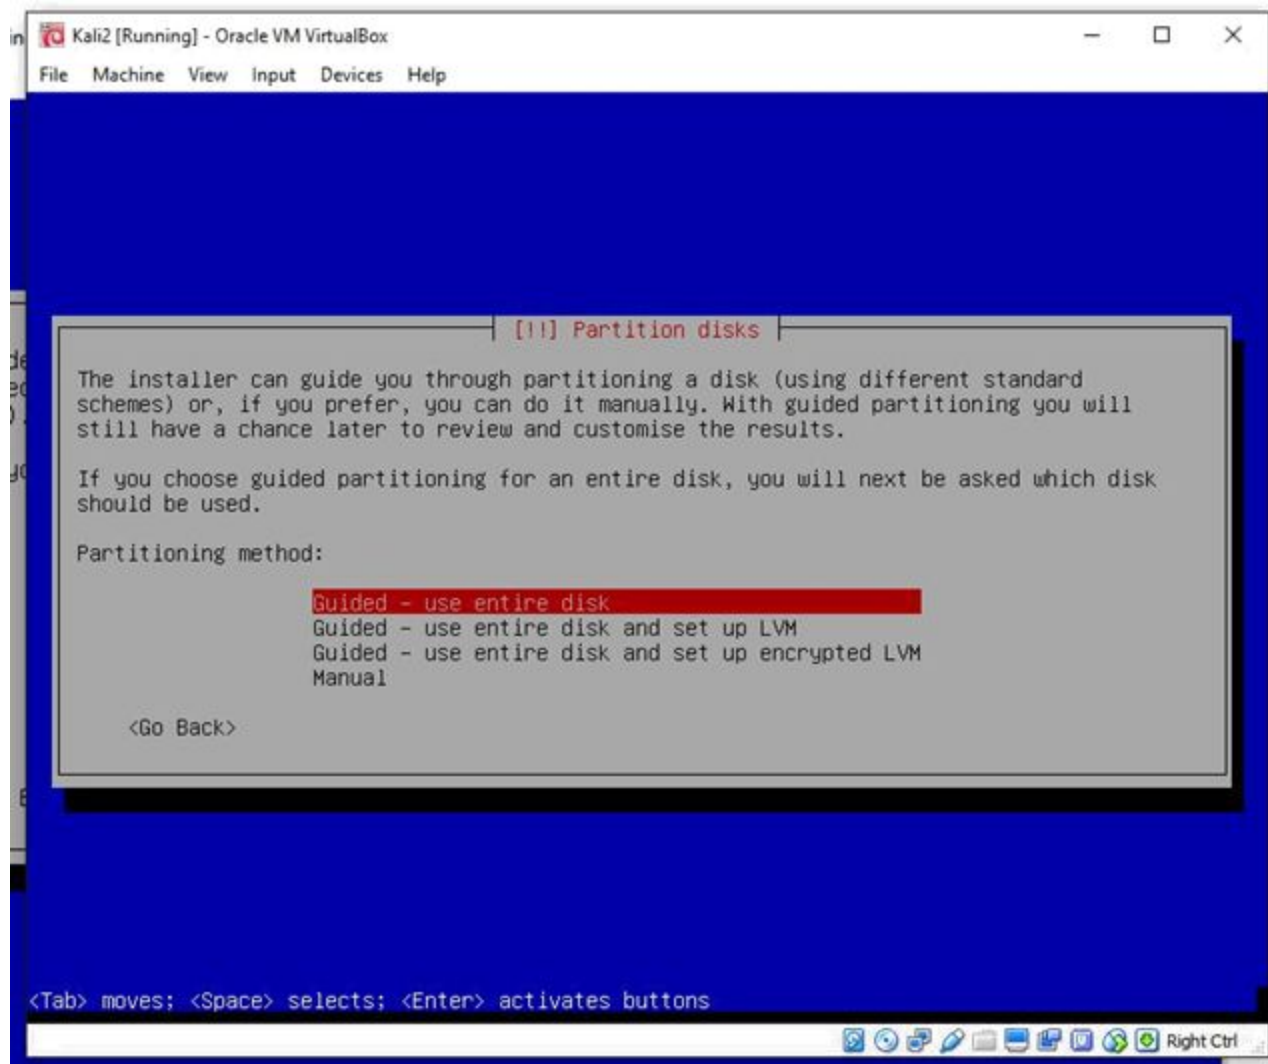 Kali2 [Running] - Oracle VM VirtualBox
File Machine View Input Devices Help
[!!] Partition disks
The installer can guide you through partitioning a disk (using different standard
schemes) or, if you prefer, you can do it manually. With guided partitioning you will
still have a chance later to review and customise the results.
If you choose guided partitioning for an entire disk, you will next be asked which disk
should be used.
Partitioning method:
Guided - use entire disk
Guided - use entire disk and set up LVM
Guided - use entire disk and set up encrypted LVM
Manual
<Go Back>
<Tab> moves; <Space> selects; <Enter> activates buttons
Right Ctrl